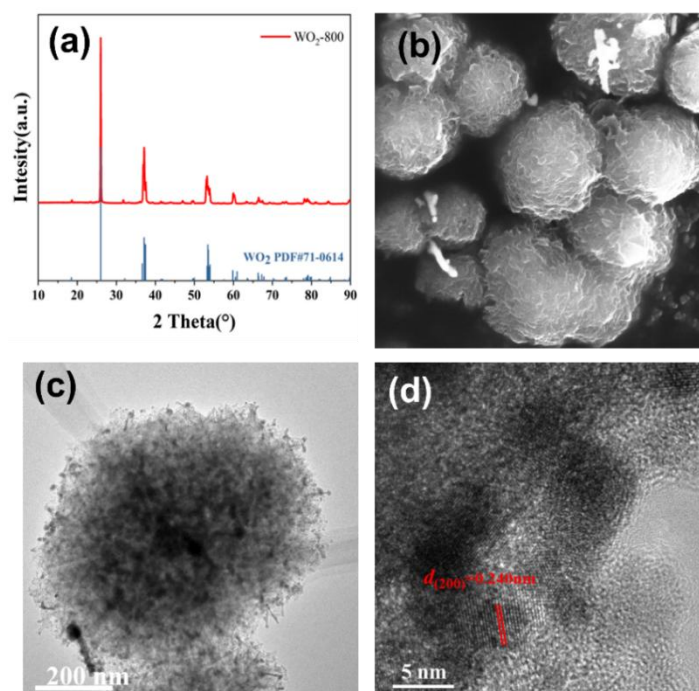 (a)
WO₂-800
Intesity(a.u.)
WO₂ PDF#71-0614
10 20 30 40 50 60 70 80 90
2 Theta(°)
(b)
(c)
200 nm
(d)
d(200)=0.240nm
5 nm